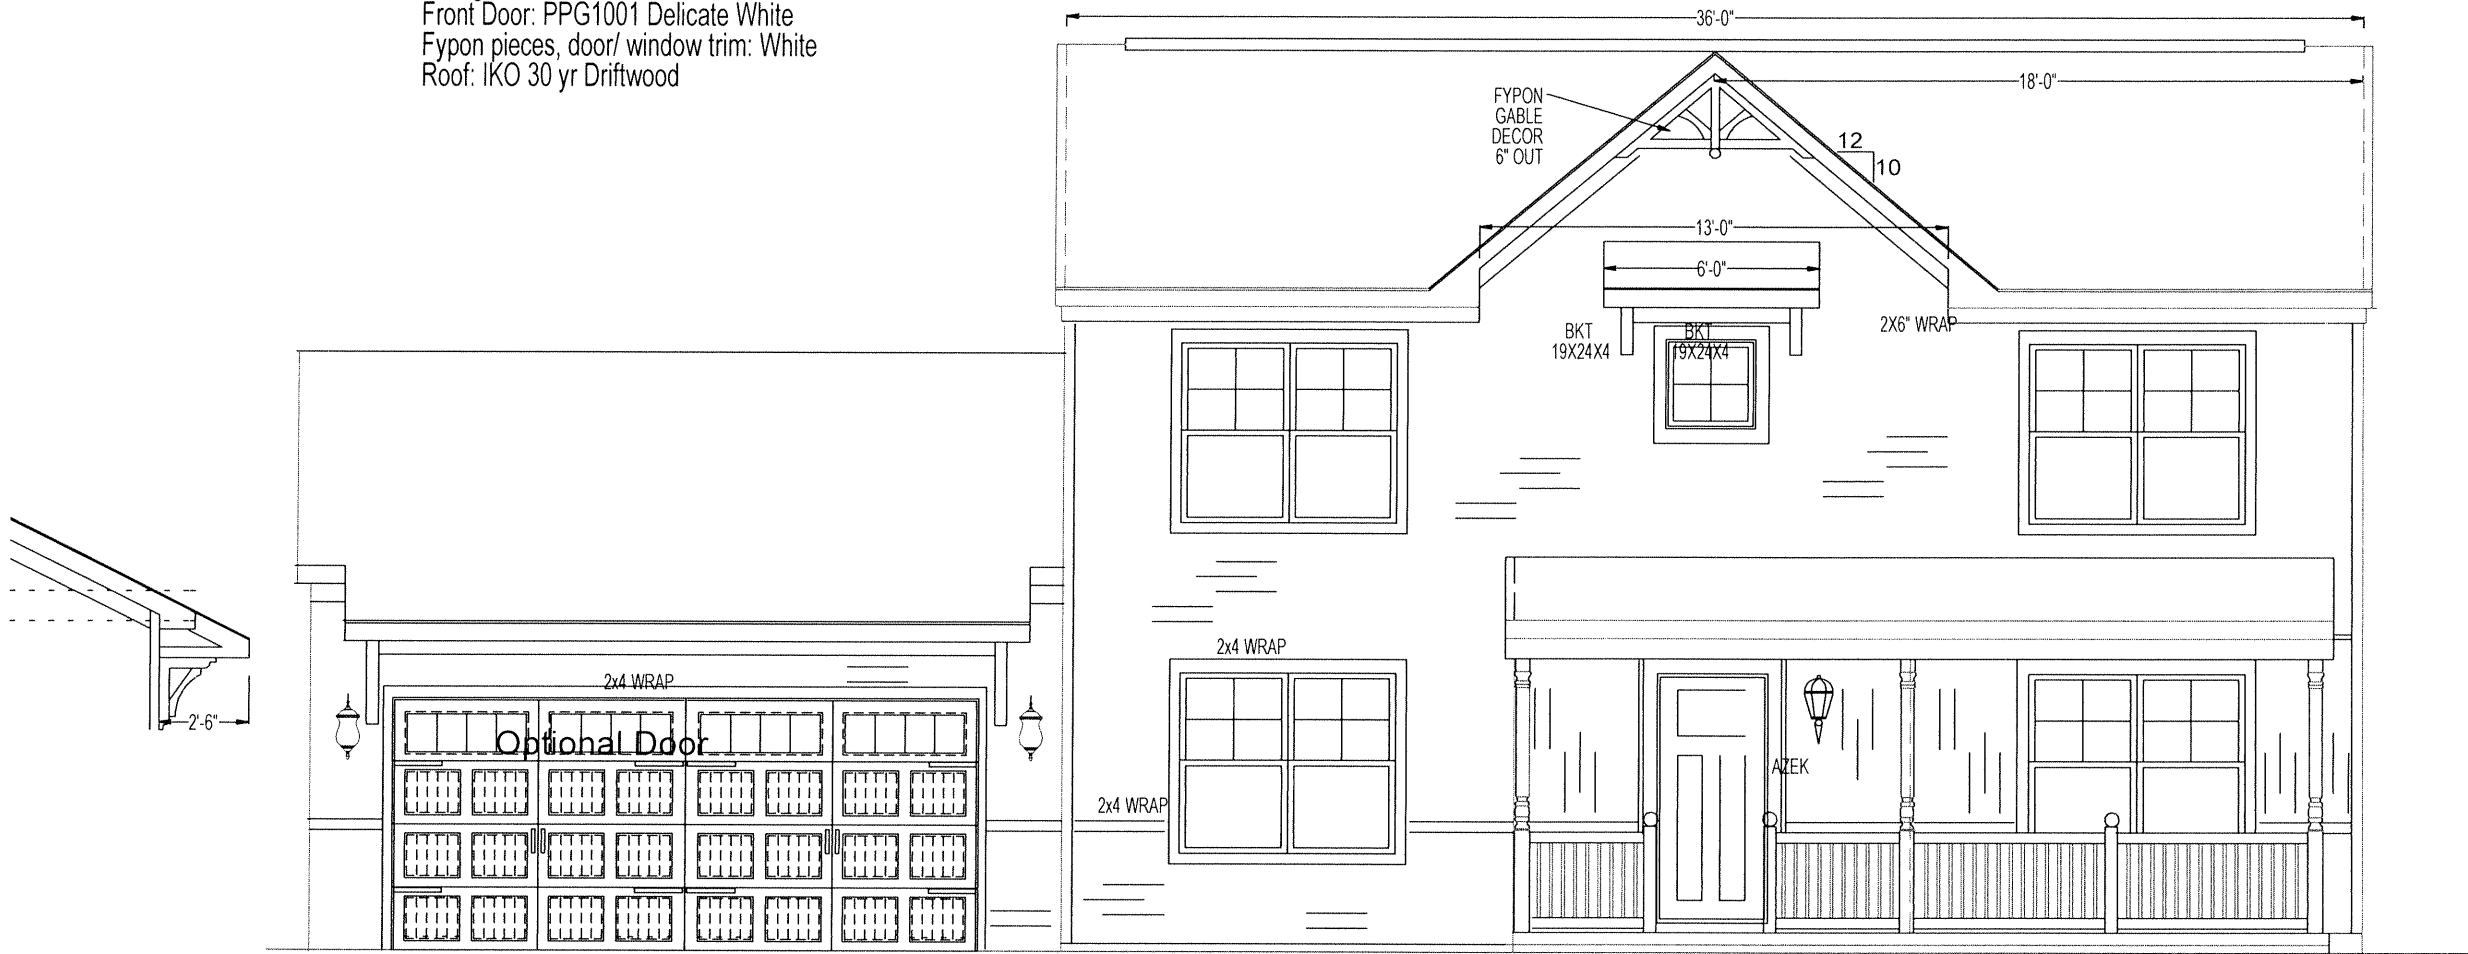 Front Door: PPG1001 Delicate White
Fypon pieces, door/ window trim: White
Roof: IKO 30 yr Driftwood
36'-0"
18'-0"
FYPON
GABLE
DECOR
6" OUT
12
10
13'-0"
6'-0"
BKT
19X24X4
BKT
19X24X4
2X6" WRAP
2x4 WRAP
2x4 WRAP
2'-6"
Optional Door
AZEK
2x4 WRAP